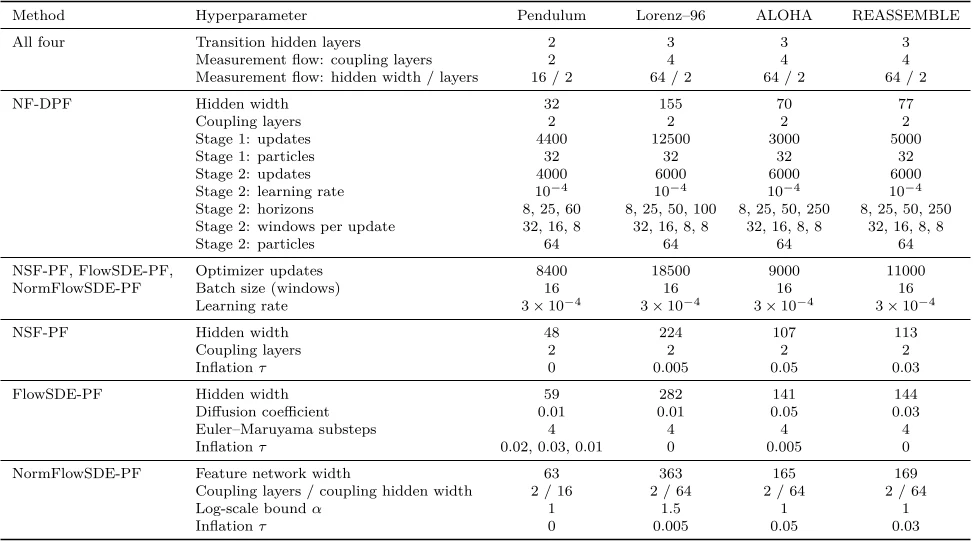 Method Hyperparameter Pendulum Lorenz–96 ALOHA REASSEMBLE
All four Transition hidden layers 2 3 3 3
Measurement flow: coupling layers 2 4 4 4
Measurement flow: hidden width / layers 16 / 2 64 / 2 64 / 2 64 / 2
NF-DPF Hidden width 32 155 70 77
Coupling layers 2 2 2 2
Stage 1: updates 4400 12500 3000 5000
Stage 1: particles 32 32 32 32
Stage 2: updates 4000 6000 6000 6000
Stage 2: learning rate 10⁻⁴ 10⁻⁴ 10⁻⁴ 10⁻⁴
Stage 2: horizons 8, 25, 60 8, 25, 50, 100 8, 25, 50, 250 8, 25, 50, 250
Stage 2: windows per update 32, 16, 8 32, 16, 8, 8 32, 16, 8, 8 32, 16, 8, 8
Stage 2: particles 64 64 64 64
NSF-PF, FlowSDE-PF, Optimizer updates 8400 18500 9000 11000
NormFlowSDE-PF Batch size (windows) 16 16 16 16
Learning rate 3 × 10⁻⁴ 3 × 10⁻⁴ 3 × 10⁻⁴ 3 × 10⁻⁴
NSF-PF Hidden width 48 224 107 113
Coupling layers 2 2 2 2
Inflation τ 0 0.005 0.05 0.03
FlowSDE-PF Hidden width 59 282 141 144
Diffusion coefficient 0.01 0.01 0.05 0.03
Euler–Maruyama substeps 4 4 4 4
Inflation τ 0.02, 0.03, 0.01 0 0.005 0
NormFlowSDE-PF Feature network width 63 363 165 169
Coupling layers / coupling hidden width 2 / 16 2 / 64 2 / 64 2 / 64
Log-scale bound α 1 1.5 1 1
Inflation τ 0 0.005 0.05 0.03